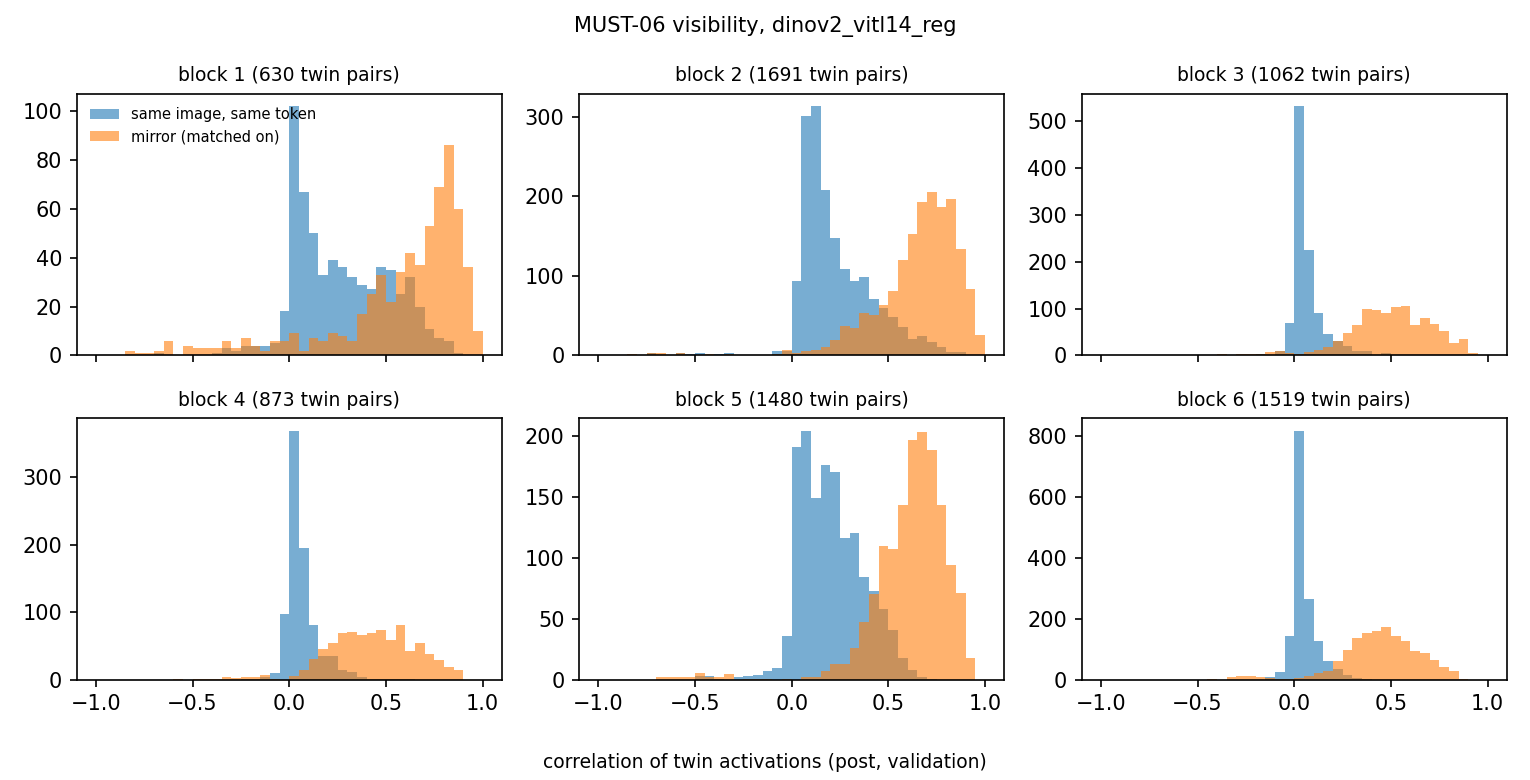 MUST-06 visibility, dinov2_vitl14_reg
block 1 (630 twin pairs)
block 2 (1691 twin pairs)
block 3 (1062 twin pairs)
same image, same token
mirror (matched on)
100
80
60
40
20
0
300
200
100
0
500
400
300
200
100
0
block 4 (873 twin pairs)
block 5 (1480 twin pairs)
block 6 (1519 twin pairs)
300
200
100
0
200
150
100
50
0
800
600
400
200
0
−1.0 −0.5 0.0 0.5 1.0
−1.0 −0.5 0.0 0.5 1.0
−1.0 −0.5 0.0 0.5 1.0
correlation of twin activations (post, validation)